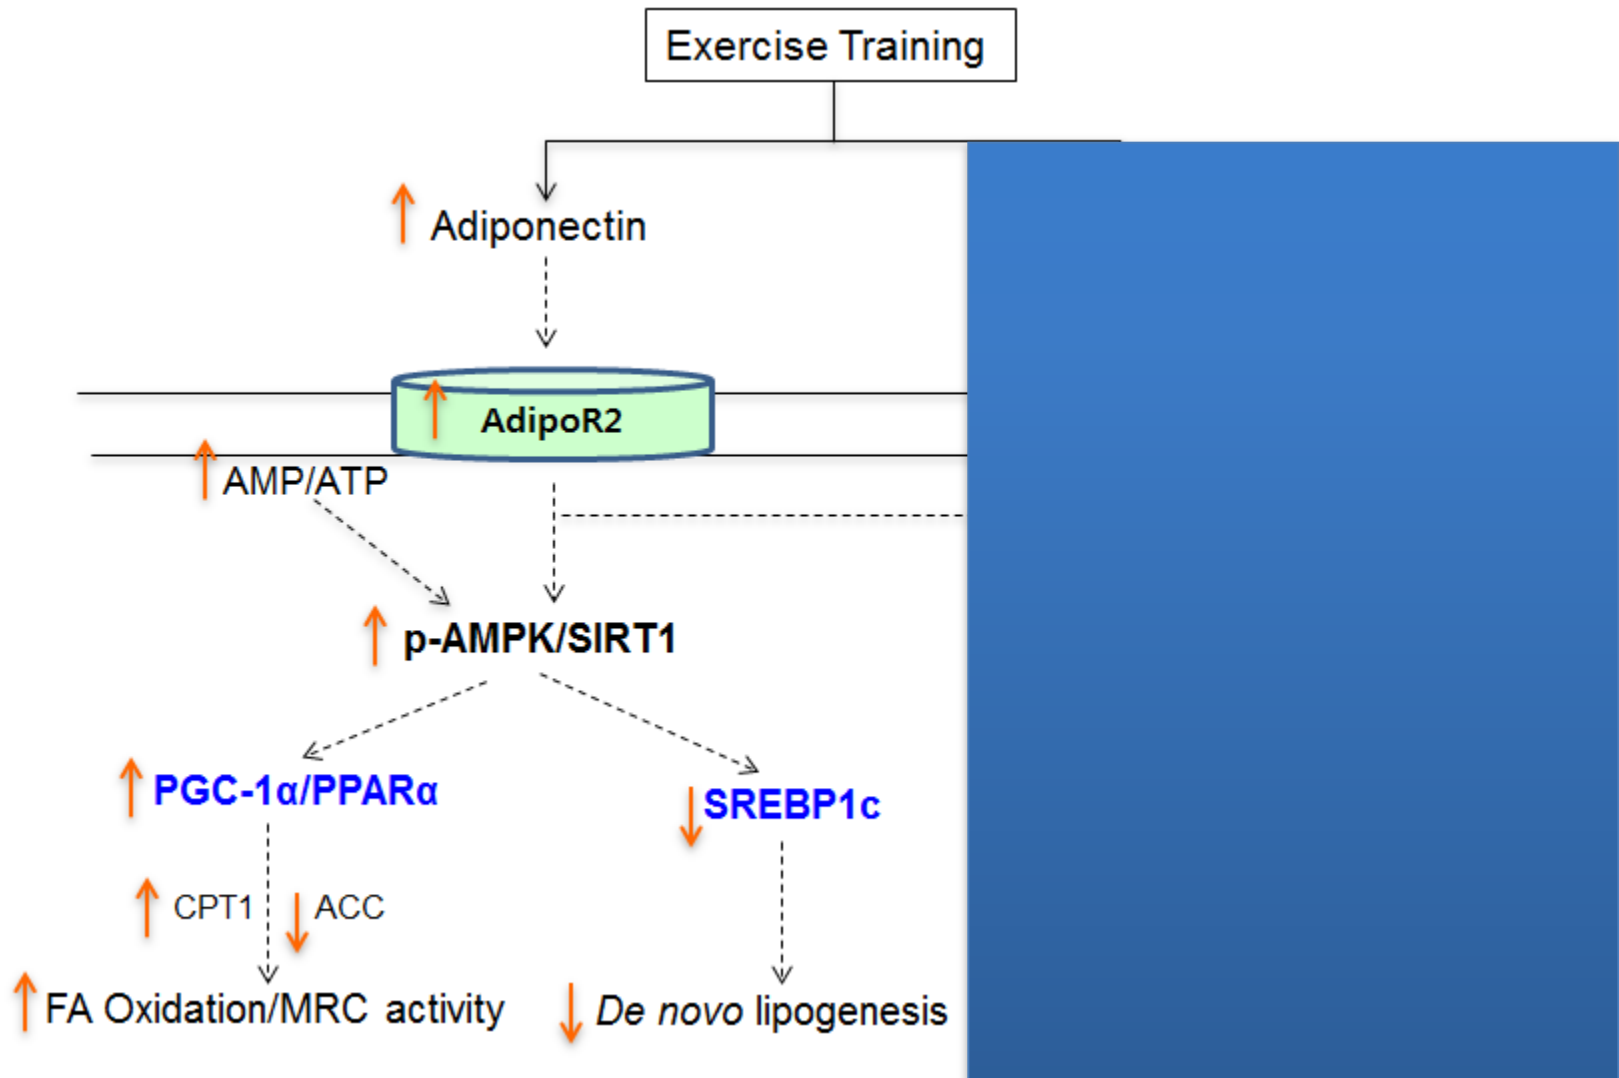 Exercise Training
Adiponectin
AdipoR2
AMP/ATP
p-AMPK/SIRT1
PGC-1α/PPARα
SREBP1c
CPT1
ACC
FA Oxidation/MRC activity
De novo lipogenesis